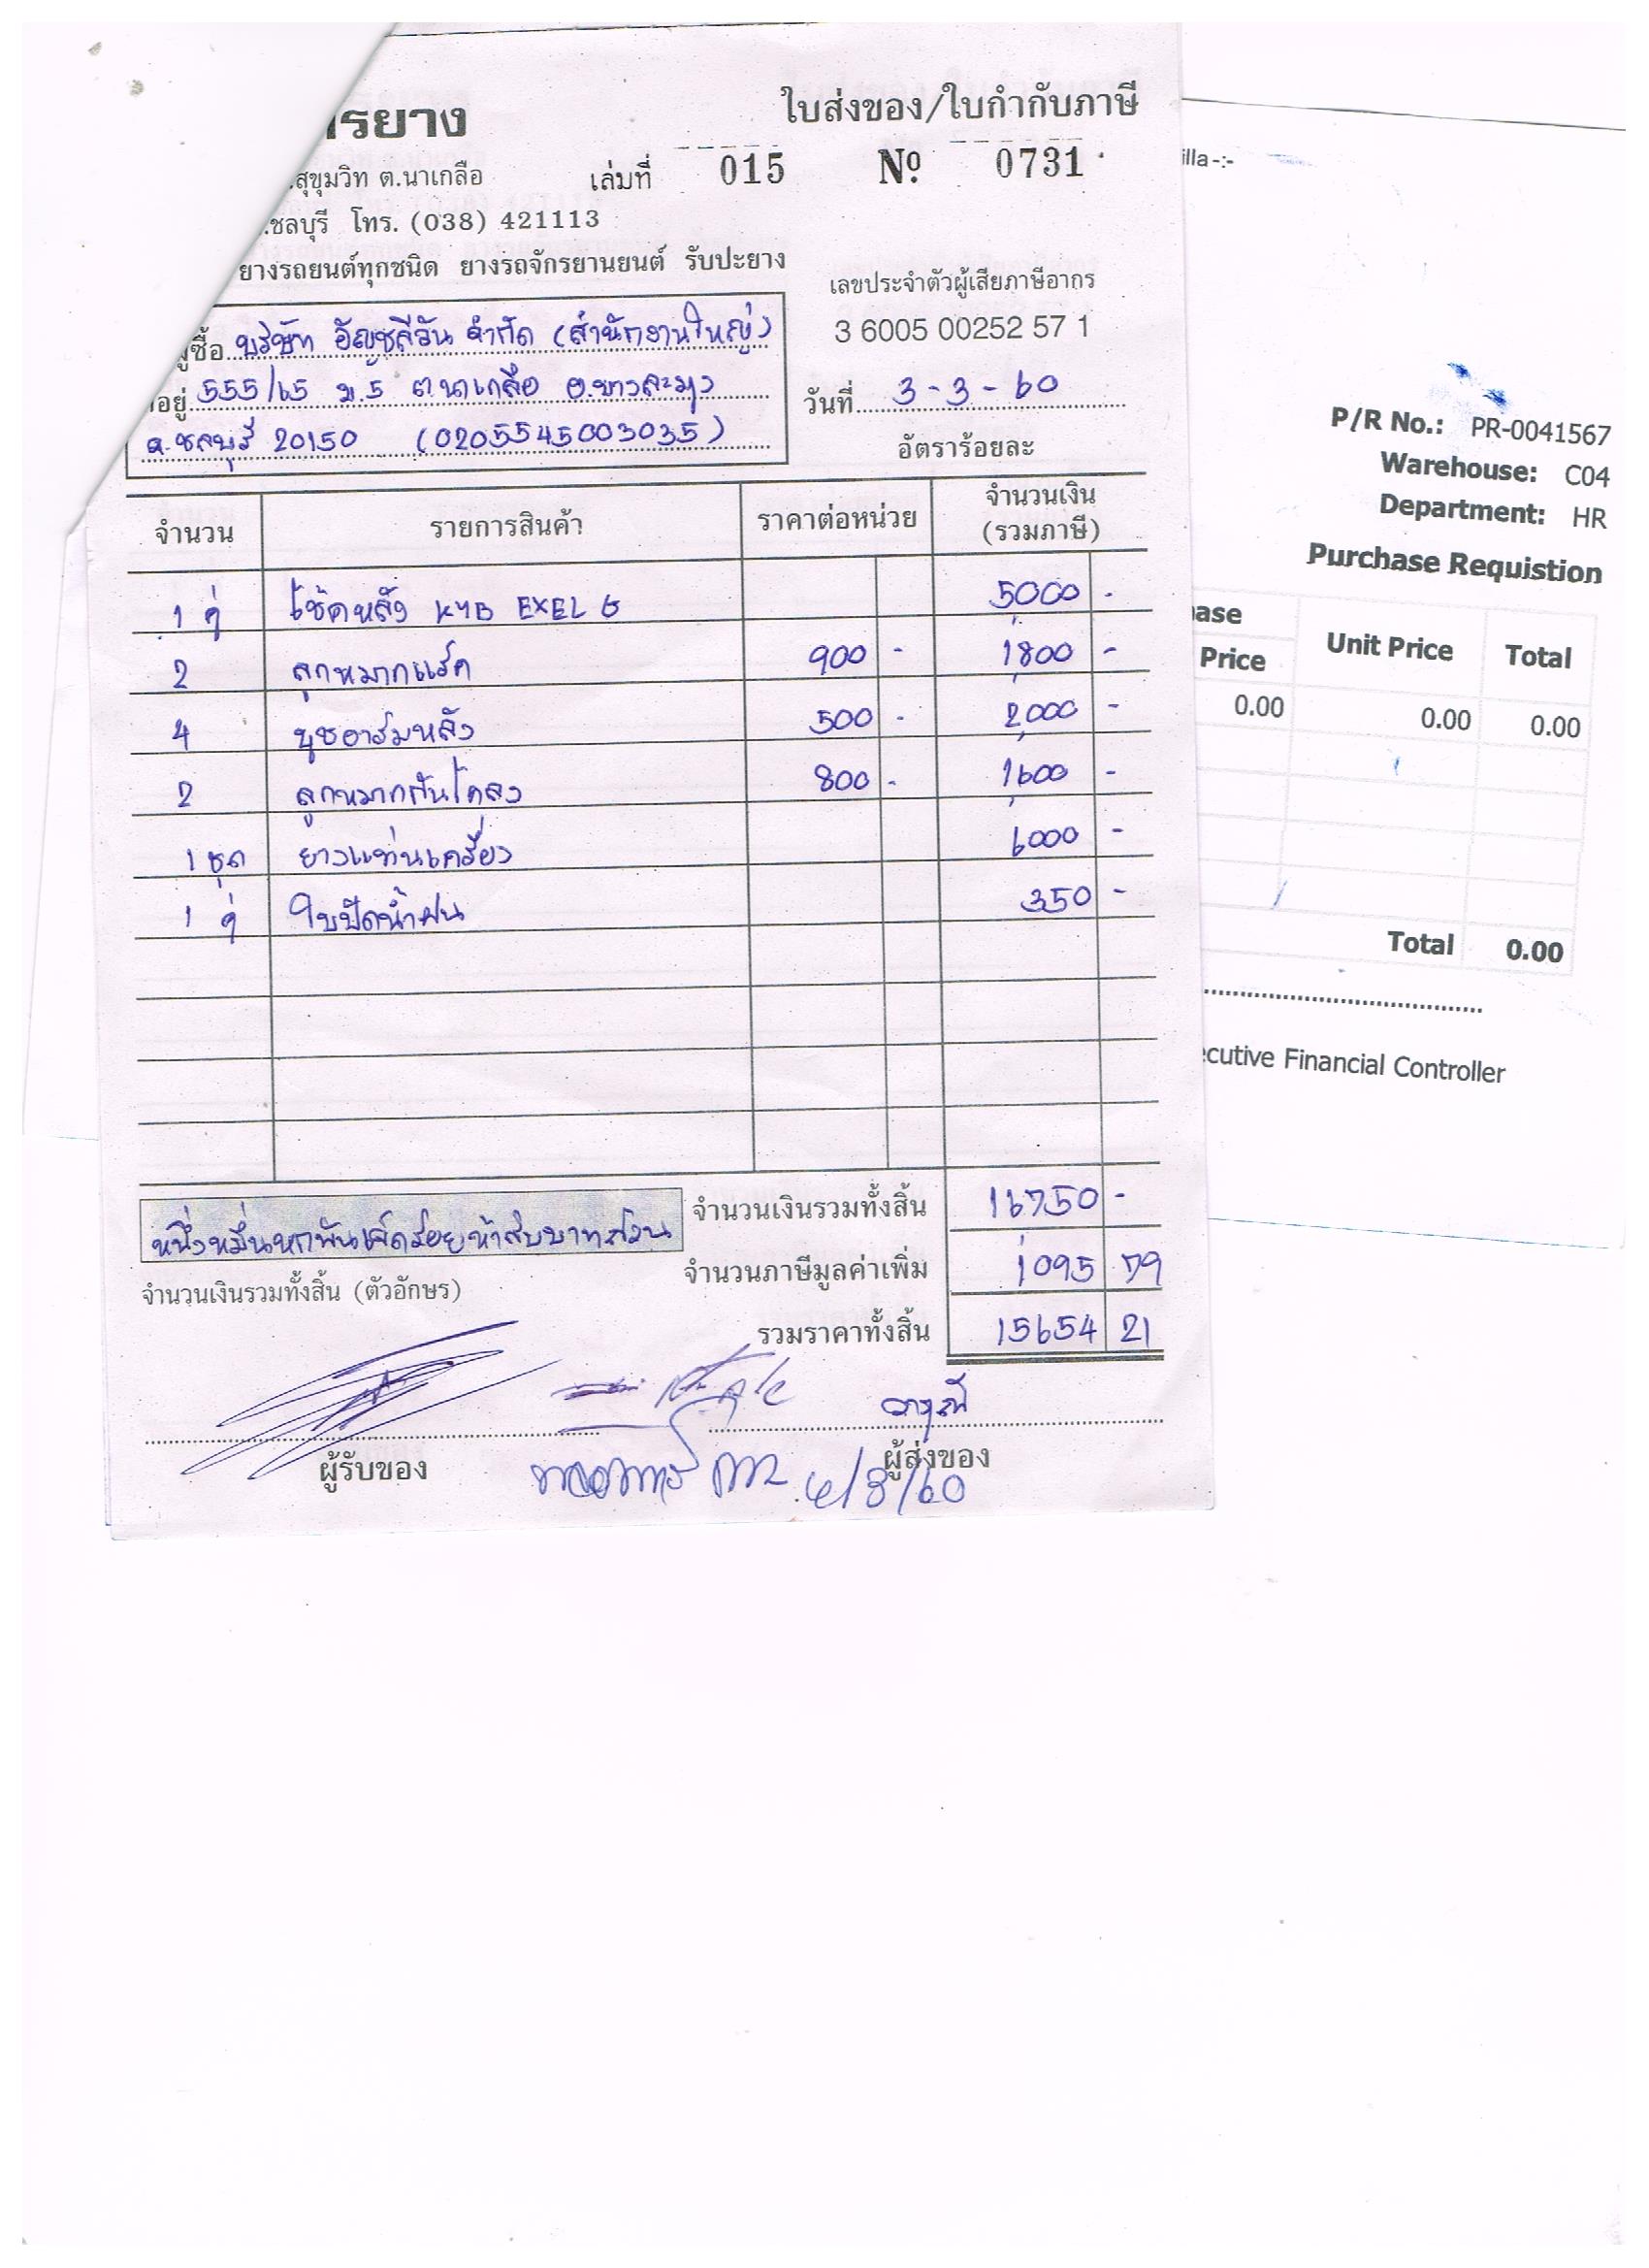 รยาง
ใบส่งของ/ใบกำกับภาษี
.สุขุมวิท ต.นาเกลือ
เล่มที่ 015 Nº 0731
.ชลบุรี โทร. (038) 421113
ยางรถยนต์ทุกชนิด ยางรถจักรยานยนต์ รับปะยาง
เลขประจำตัวผู้เสียภาษีอากร
3 6005 00252 57 1
ซื้อ บริษัท อัญชลีวัน จำกัด (สำนักงานใหญ่)
อยู่ 555/65 ม.5 ต.นาเกลือ อ.บางละมุง
จ.ชลบุรี 20150 (0205545003035)
วันที่ 3-3-60
อัตราร้อยละ
จำนวน รายการสินค้า ราคาต่อหน่วย จำนวนเงิน (รวมภาษี)
1 คู่ โช้คหลัง KYB EXEL G 5000 -
2 ลูกหมากแร็ค 900 - 1,800 -
4 บูชอาร์มหลัง 500 - 2,000 -
2 ลูกหมากกันโคลง 800 - 1,600 -
1 ชุด ยางแท่นเครื่อง 6,000 -
1 คู่ ใบปัดน้ำฝน 350 -
จำนวนเงินรวมทั้งสิ้น 16750 -
หนึ่งหมื่นหกพันเจ็ดร้อยห้าสิบบาทถ้วน
จำนวนภาษีมูลค่าเพิ่ม 1,095 79
จำนวนเงินรวมทั้งสิ้น (ตัวอักษร)
รวมราคาทั้งสิ้น 15654 21
ผู้รับของ
ผู้ส่งของ
4/3/60
illa-:-
P/R No.: PR-0041567
Warehouse: C04
Department: HR
Purchase Requistion
ase
Price Unit Price Total
0.00 0.00 0.00
Total 0.00
ecutive Financial Controller